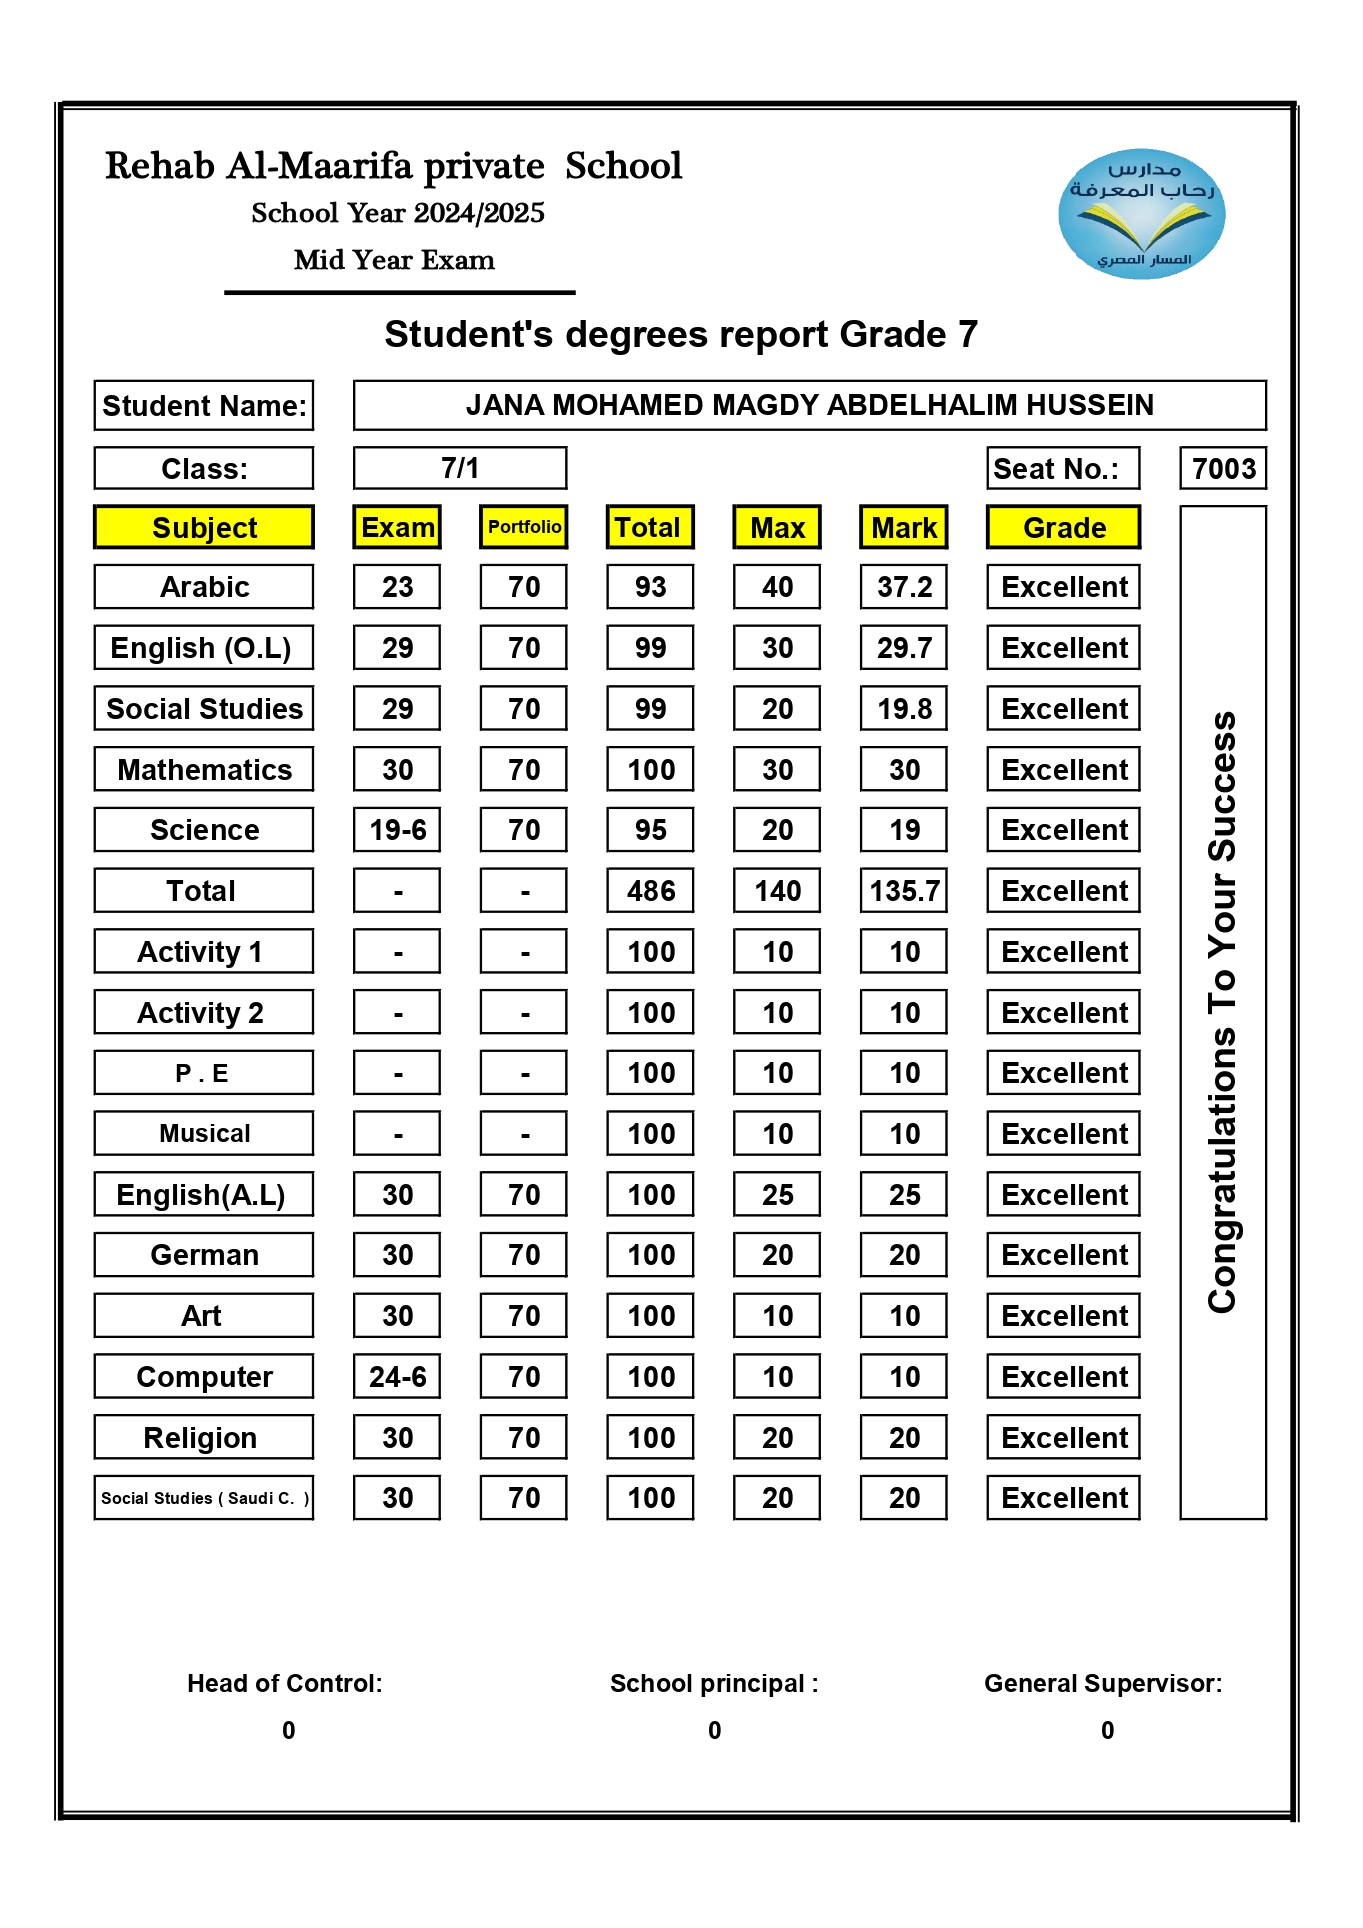 Rehab Al-Maarifa private School
School Year 2024/2025
Mid Year Exam
مدارس
رحاب المعرفة
المسار المصري
Student's degrees report Grade 7
Student Name: JANA MOHAMED MAGDY ABDELHALIM HUSSEIN
Class: 7/1 Seat No.: 7003
Subject Exam Portfolio Total Max Mark Grade
Arabic 23 70 93 40 37.2 Excellent
English (O.L) 29 70 99 30 29.7 Excellent
Social Studies 29 70 99 20 19.8 Excellent
Mathematics 30 70 100 30 30 Excellent
Science 19-6 70 95 20 19 Excellent
Total - - 486 140 135.7 Excellent
Activity 1 - - 100 10 10 Excellent
Activity 2 - - 100 10 10 Excellent
P . E - - 100 10 10 Excellent
Musical - - 100 10 10 Excellent
English(A.L) 30 70 100 25 25 Excellent
German 30 70 100 20 20 Excellent
Art 30 70 100 10 10 Excellent
Computer 24-6 70 100 10 10 Excellent
Religion 30 70 100 20 20 Excellent
Social Studies ( Saudi C. ) 30 70 100 20 20 Excellent
Congratulations To Your Success
Head of Control: School principal : General Supervisor:
0 0 0